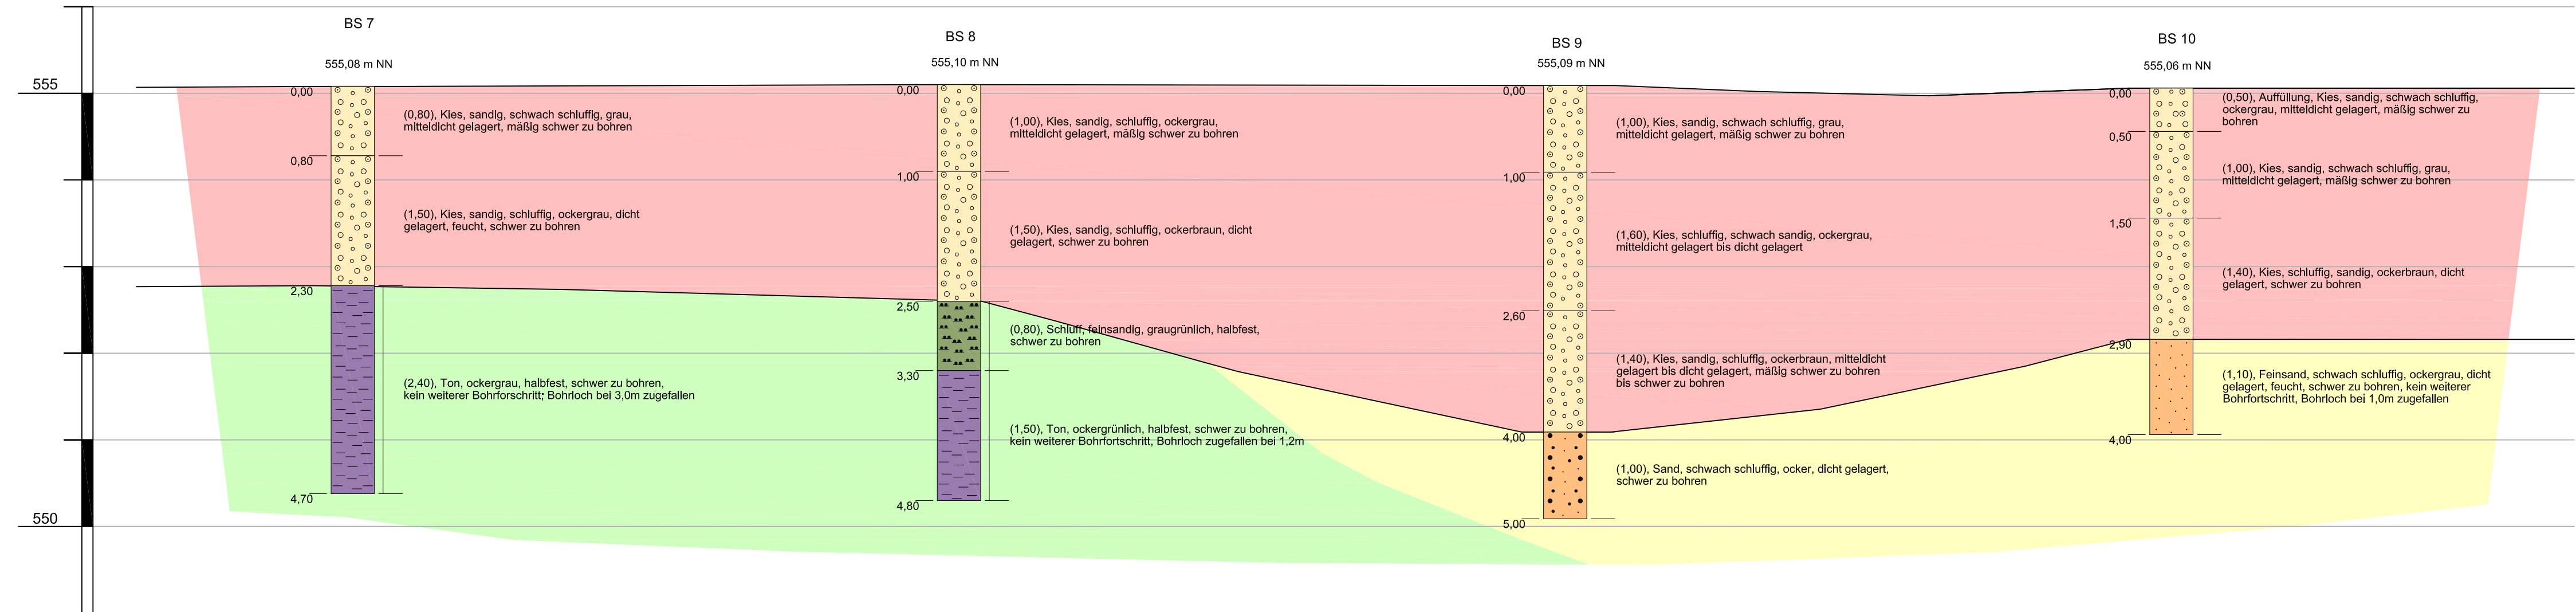 BS 7
555,08 m NN
BS 8
555,10 m NN
BS 9
555,09 m NN
BS 10
555,06 m NN
555
550
0,00
(0,80), Kies, sandig, schwach schluffig, grau,
mitteldicht gelagert, mäßig schwer zu bohren
0,80
(1,50), Kies, sandig, schluffig, ockergrau, dicht
gelagert, feucht, schwer zu bohren
2,30
(2,40), Ton, ockergrau, halbfest, schwer zu bohren,
kein weiterer Bohrforschritt; Bohrloch bei 3,0m zugefallen
4,70
0,00
(1,00), Kies, sandig, schluffig, ockergrau,
mitteldicht gelagert, mäßig schwer zu bohren
1,00
(1,50), Kies, sandig, schluffig, ockerbraun, dicht
gelagert, schwer zu bohren
2,50
(0,80), Schluff, feinsandig, graugrünlich, halbfest,
schwer zu bohren
3,30
(1,50), Ton, ockergrünlich, halbfest, schwer zu bohren,
kein weiterer Bohrfortschritt, Bohrloch zugefallen bei 1,2m
4,80
0,00
(1,00), Kies, sandig, schwach schluffig, grau,
mitteldicht gelagert, mäßig schwer zu bohren
1,00
(1,60), Kies, schluffig, schwach sandig, ockergrau,
mitteldicht gelagert bis dicht gelagert
2,60
(1,40), Kies, sandig, schluffig, ockerbraun, mitteldicht
gelagert bis dicht gelagert, mäßig schwer zu bohren
bis schwer zu bohren
4,00
(1,00), Sand, schwach schluffig, ocker, dicht gelagert,
schwer zu bohren
5,00
0,00
(0,50), Auffüllung, Kies, sandig, schwach schluffig,
ockergrau, mitteldicht gelagert, mäßig schwer zu
bohren
0,50
(1,00), Kies, sandig, schwach schluffig, grau,
mitteldicht gelagert, mäßig schwer zu bohren
1,50
(1,40), Kies, schluffig, sandig, ockerbraun, dicht
gelagert, schwer zu bohren
2,90
(1,10), Feinsand, schwach schluffig, ockergrau, dicht
gelagert, feucht, schwer zu bohren, kein weiterer
Bohrfortschritt, Bohrloch bei 1,0m zugefallen
4,00